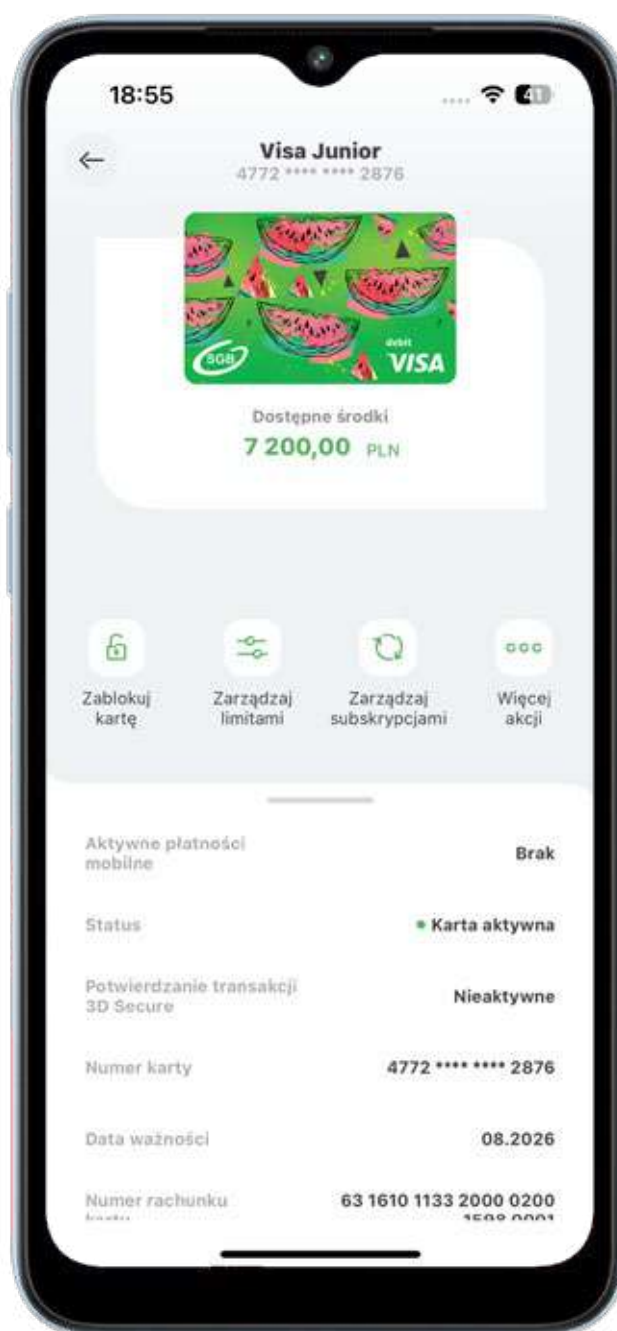 18:55
41
Visa Junior
4772 **** **** 2876
SGB
debit
VISA
Dostępne środki
7 200,00 PLN
Zablokuj
kartę
Zarządzaj
limitami
Zarządzaj
subskrypcjami
Więcej
akcji
Aktywne płatności
mobilne
Brak
Status
Karta aktywna
Potwierdzanie transakcji
3D Secure
Nieaktywne
Numer karty
4772 **** **** 2876
Data ważności
08.2026
Numer rachunku
63 1610 1133 2000 0200